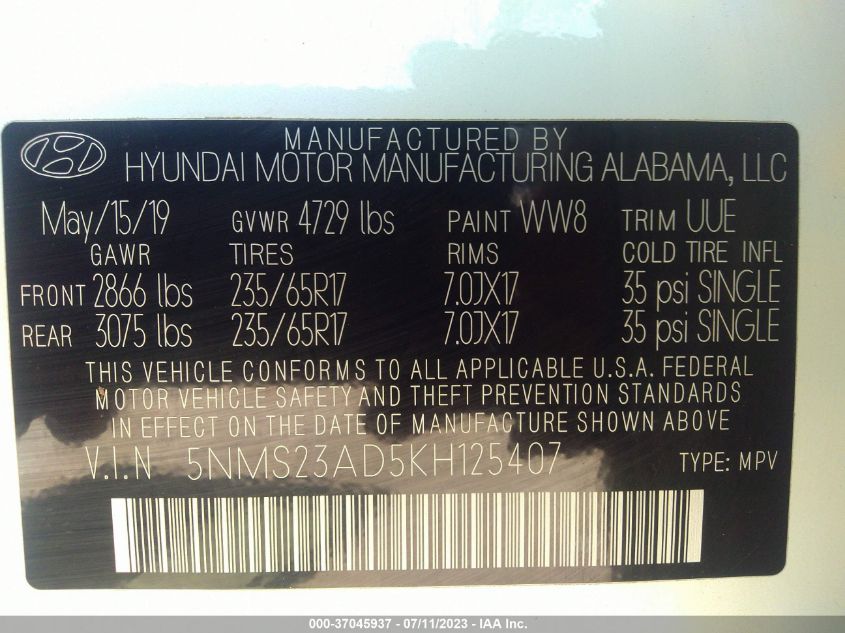 MANUFACTURED BY
HYUNDAI MOTOR MANUFACTURING ALABAMA, LLC
May/15/19 GVWR 4729 lbs PAINT WW8 TRIM UUE
GAWR TIRES RIMS COLD TIRE INFL
FRONT 2866 lbs 235/65R17 7.0JX17 35 psi SINGLE
REAR 3075 lbs 235/65R17 7.0JX17 35 psi SINGLE
THIS VEHICLE CONFORMS TO ALL APPLICABLE U.S.A. FEDERAL
MOTOR VEHICLE SAFETY AND THEFT PREVENTION STANDARDS
IN EFFECT ON THE DATE OF MANUFACTURE SHOWN ABOVE
V.I.N 5NMS23AD5KH125407 TYPE: MPV
000-37045937 - 07/11/2023 - IAA Inc.